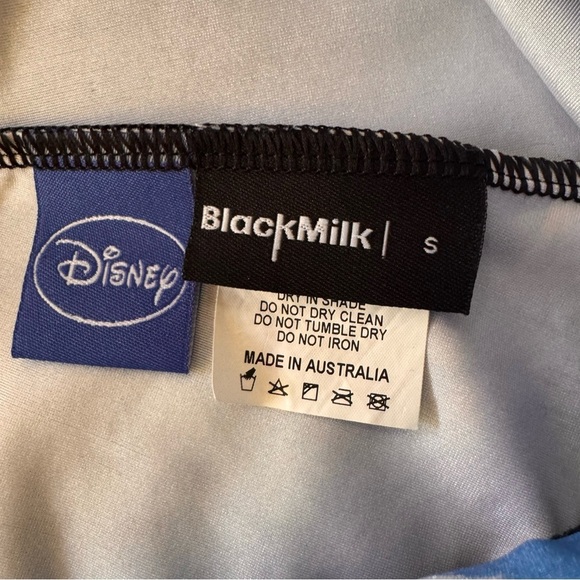 Disney
BlackMilk | S
DRY IN SHADE
DO NOT DRY CLEAN
DO NOT TUMBLE DRY
DO NOT IRON
MADE IN AUSTRALIA